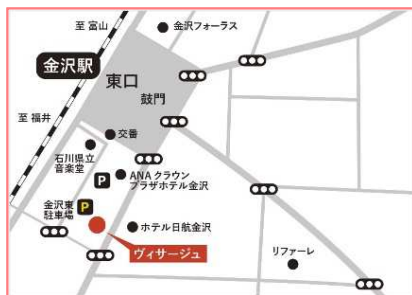 至 富山
金沢フォーラス
金沢駅
東口
鼓門
至 福井
交番
石川県立
音楽堂
P
ANA クラウン
プラザホテル金沢
金沢東
駐車場
P
ホテル日航金沢
ヴィサージュ
リファーレ